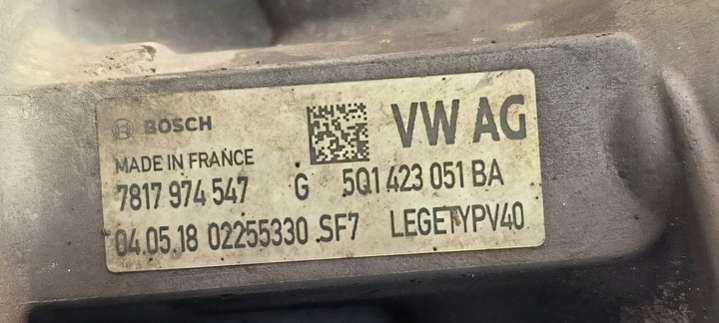 BOSCH
VW AG
MADE IN FRANCE
7817 974 547 G 5Q1 423 051 BA
04.05.18 02255330 SF7 LEGETYPV40